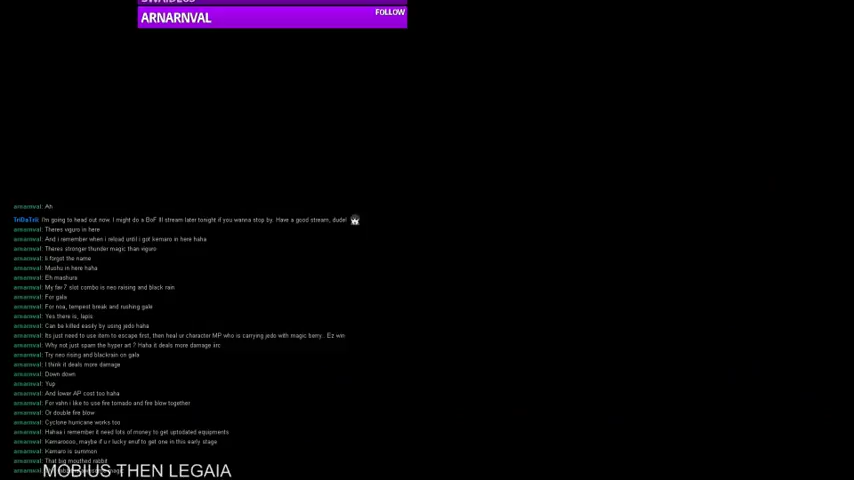 ARNARNVAL
FOLLOW
arnarnval: Ah
TriDaTrii: I'm going to head out now. I might do a BoF III stream later tonight if you wanna stop by. Have a good stream, dude!
arnarnval: Theres viguro in here
arnarnval: And i remember when i reload until i got kemaro in here haha
arnarnval: Theres stronger thunder magic than viguro
arnarnval: Ii forgot the name
arnarnval: Mushu in here haha
arnarnval: Eh mashura
arnarnval: My fav 7 slot combo is neo raising and black rain
arnarnval: For gala
arnarnval: For noa, tempest break and rushing gale
arnarnval: Yes there is, lapis
arnarnval: Can be killed easily by using jedo haha
arnarnval: Its just need to use item to escape first, then heal ur character MP who is carrying jedo with magic berry.. Ez win
arnarnval: Why not just spam the hyper art ? Haha it deals more damage iirc
arnarnval: Try neo rising and blackrain on gala
arnarnval: I think it deals more damage
arnarnval: Down down
arnarnval: Yup
arnarnval: And lower AP cost too haha
arnarnval: For vahn i like to use fire tornado and fire blow together
arnarnval: Or double fire blow
arnarnval: Cyclone hurricane works too
arnarnval: Hahaa i remember it need lots of money to get uptodated equipments
arnarnval: Kemaroooo, maybe if u r lucky enuf to get one in this early stage
arnarnval: Kemaro is summon
arnarnval: That big mouthed rabbit
arnarnval:
MOBIUS THEN LEGAIA